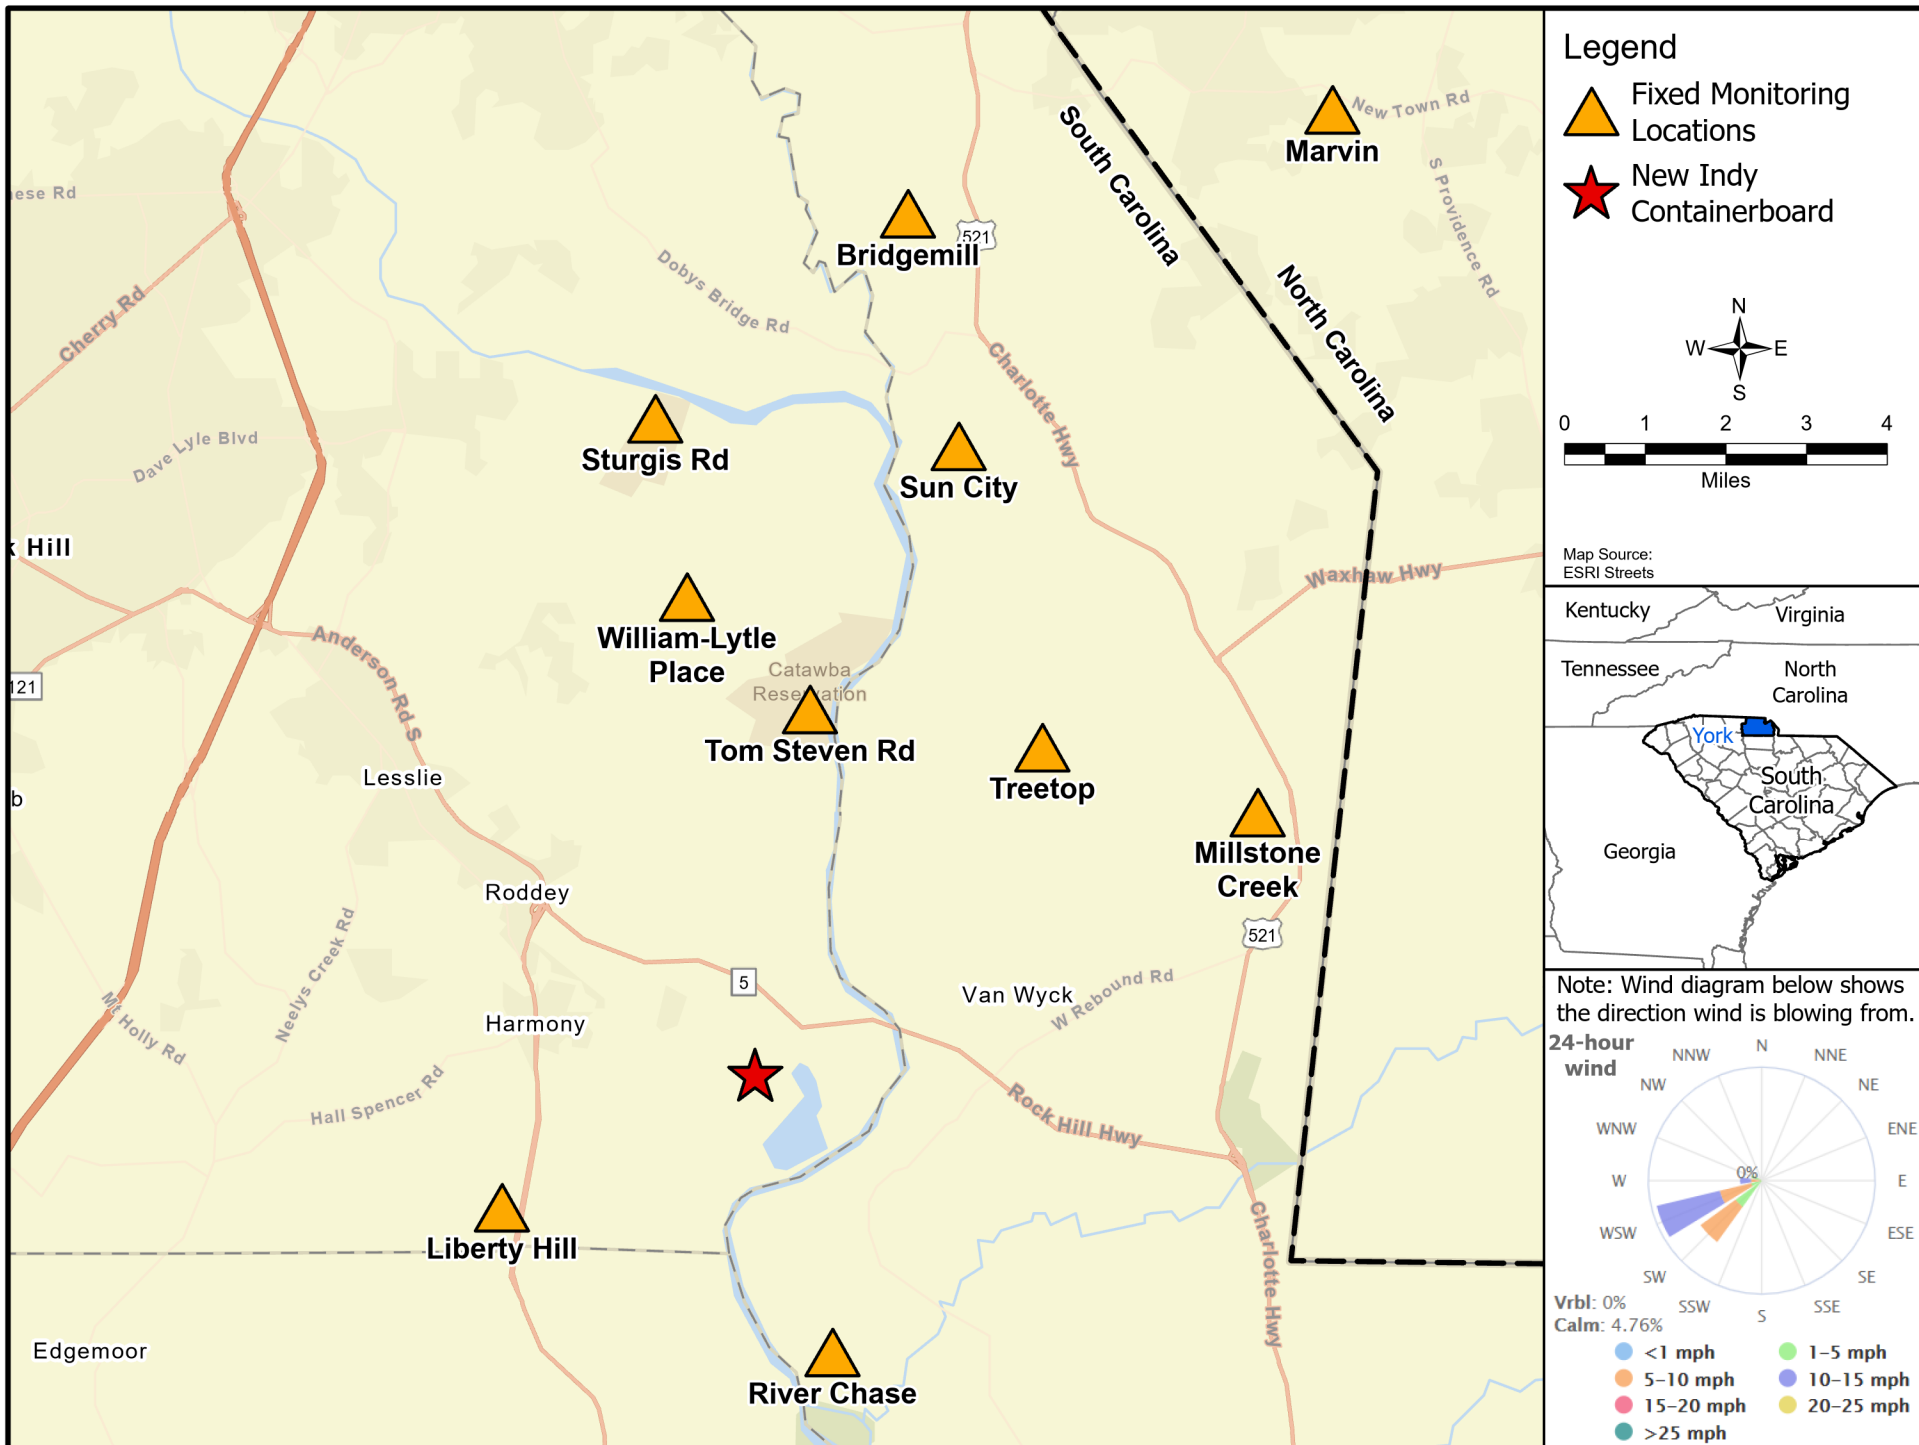 New Town Rd
Marvin
S Providence Rd
South Carolina
North Carolina
Bridgemill
521
Dobys Bridge Rd
Cherry Rd
Charlotte Hwy
Dave Lyle Blvd
Sturgis Rd
Sun City
Hill
Waxhaw Hwy
William-Lytle
Place
Anderson Rd S
Catawba
Reservation
121
Tom Steven Rd
Lesslie
Treetop
b
Millstone
Creek
Roddey
521
5
Neelys Creek Rd
Van Wyck
W Rebound Rd
Mt Holly Rd
Harmony
Hall Spencer Rd
Rock Hill Hwy
Liberty Hill
Charlotte Hwy
Edgemoor
River Chase
Legend
Fixed Monitoring
Locations
New Indy
Containerboard
N
W E
S
0 1 2 3 4
Miles
Map Source:
ESRI Streets
Kentucky
Virginia
Tennessee
North
Carolina
York
South
Carolina
Georgia
Note: Wind diagram below shows
the direction wind is blowing from.
24-hour
wind
N
NNW NNE
NW NE
WNW ENE
0%
W E
WSW ESE
SW SE
SSW SSE
S
Vrbl: 0%
Calm: 4.76%
<1 mph 1-5 mph
5-10 mph 10-15 mph
15-20 mph 20-25 mph
>25 mph